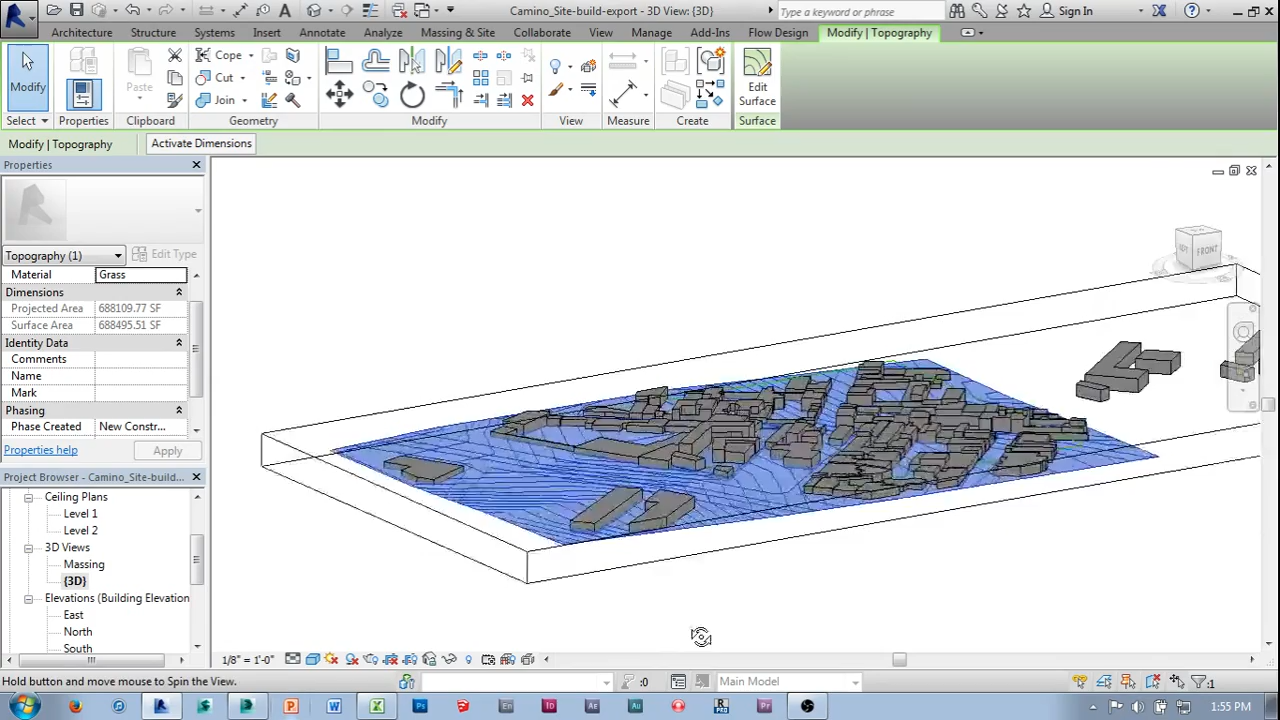 Camino_Site-build-export - 3D View: {3D}
Type a keyword or phrase
Sign In
Architecture Structure Systems Insert Annotate Analyze Massing & Site Collaborate View Manage Add-Ins Flow Design Modify | Topography
Modify
Paste
Cope
Cut
Join
Edit Surface
Select Properties Clipboard Geometry Modify View Measure Create Surface
Modify | Topography Activate Dimensions
Properties
Topography (1) Edit Type
Material Grass
Dimensions
Projected Area 688109.77 SF
Surface Area 688495.51 SF
Identity Data
Comments
Name
Mark
Phasing
Phase Created New Constr...
Properties help Apply
Project Browser - Camino_Site-build...
Ceiling Plans
Level 1
Level 2
3D Views
Massing
{3D}
Elevations (Building Elevation
East
North
South
FRONT
1/8" = 1'-0"
Hold button and move mouse to Spin the View.
:0
Main Model
:1
1:55 PM